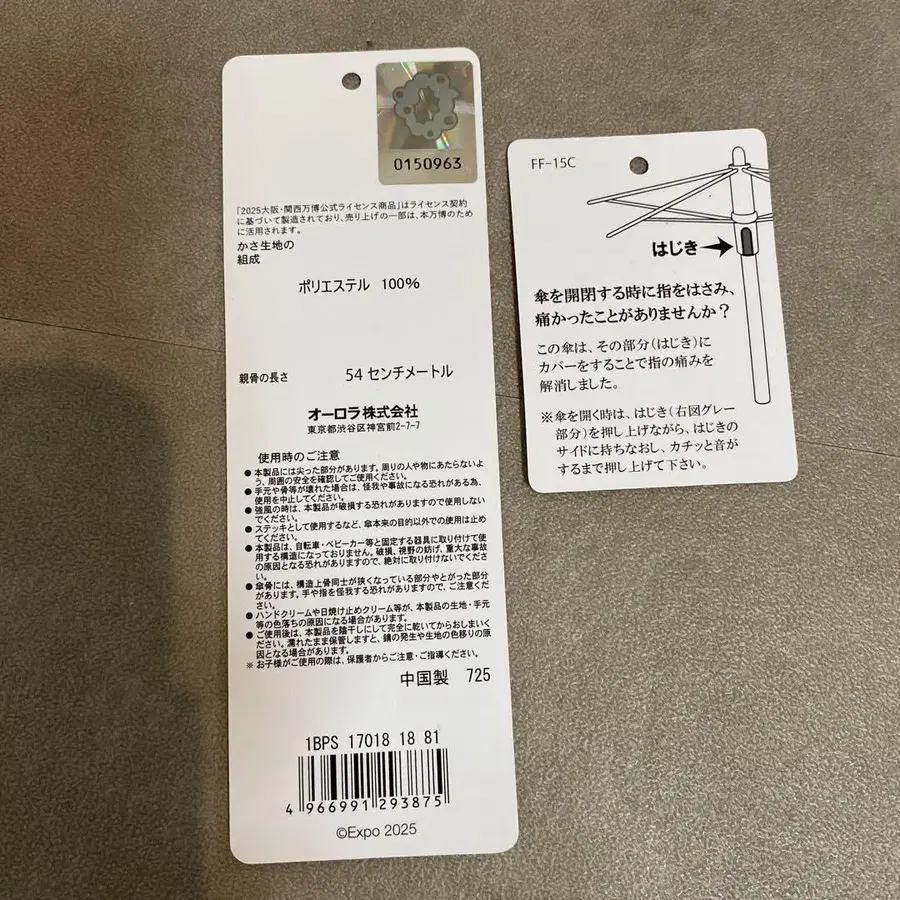 0150963
「2025大阪・関西万博公式ライセンス商品」はライセンス契約
に基づいて製造されており、売り上げの一部は、本万博のため
に活用されます。
かさ生地の
組成
ポリエステル 100%
親骨の長さ 54センチメートル
オーロラ株式会社
東京都渋谷区神宮前2-7-7
使用時のご注意
●本製品には尖った部分があります。周りの人や物にあたらないよ
う、周囲の安全を確認してご使用ください。
●手元や骨等が壊れた場合は、怪我や事故になる恐れがある為、
使用を中止してください。
●強風の時は、本製品が破損する恐れがありますので使用しない
でください。
●ステッキとして使用するなど、傘本来の目的以外での使用は止め
てください。
●本製品は、自転車・ベビーカー等と固定する器具に取り付けて使
用する構造になっておりません。破損、視野の妨げ、重大な事故
の原因となる恐れがありますので、絶対に取り付けないでくださ
い。
●傘骨には、構造上骨同士が狭くなっている部分やとがった部分
があります。手や指を怪我する恐れがありますので、ご注意くだ
さい。
●ハンドクリームや日焼け止めクリーム等が、本製品の生地・手元
等の色落ちの原因になる場合があります。
●ご使用後は、本製品を陰干しにして完全に乾いてからおしまいく
ださい。濡れたまま保管しますと、錆の発生や生地の色移りの原
因となる場合があります。
※お子様がご使用の際は、保護者からご注意・ご指導ください。
中国製 725
1BPS 17018 18 81
4 966991 293875
©Expo 2025
FF-15C
はじき
傘を開閉する時に指をはさみ、
痛かったことがありませんか？
この傘は、その部分(はじき)に
カバーをすることで指の痛みを
解消しました。
※傘を開く時は、はじき(右図グレー
部分)を押し上げながら、はじきの
サイドに持ちなおし、カチッと音が
するまで押し上げて下さい。